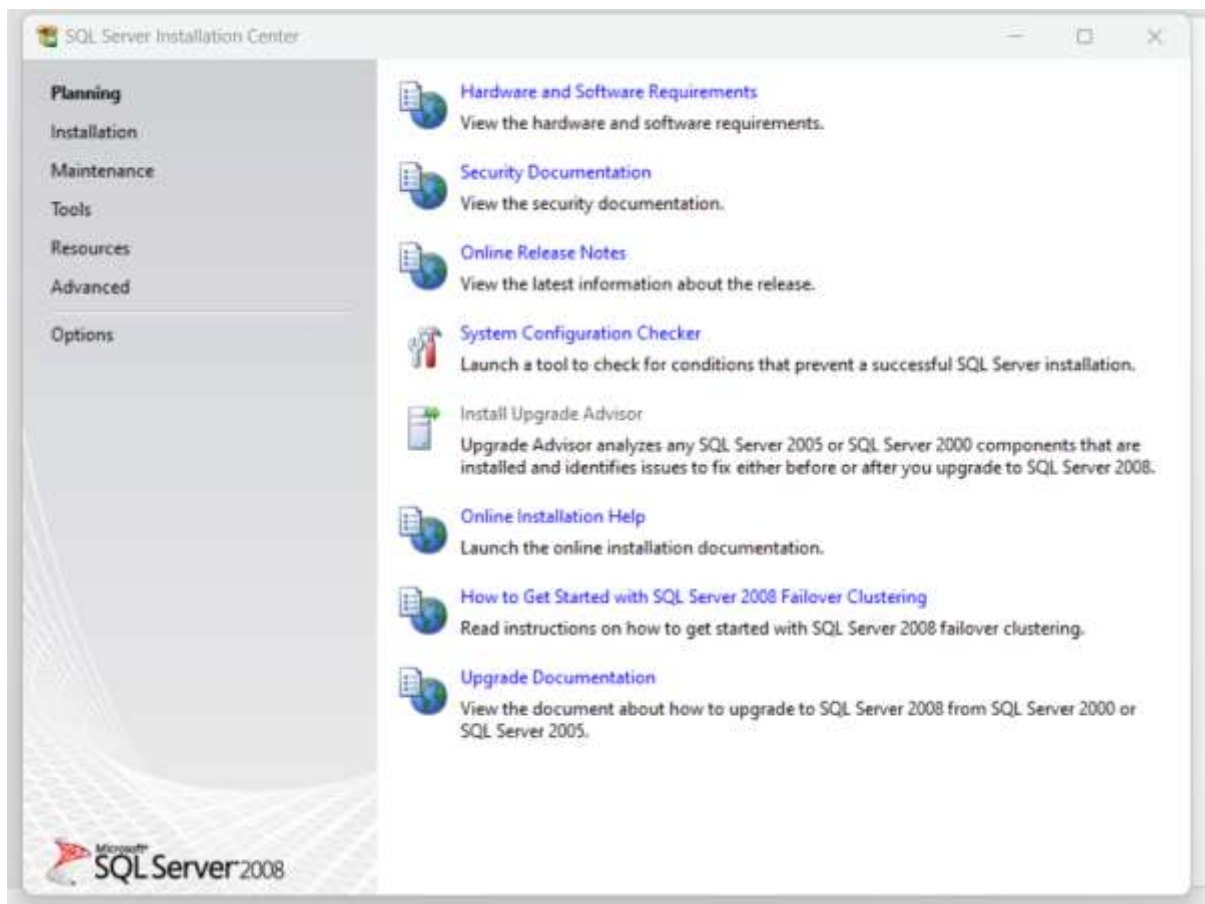 SQL Server Installation Center
Planning
Installation
Maintenance
Tools
Resources
Advanced
Options
Hardware and Software Requirements
View the hardware and software requirements.
Security Documentation
View the security documentation.
Online Release Notes
View the latest information about the release.
System Configuration Checker
Launch a tool to check for conditions that prevent a successful SQL Server installation.
Install Upgrade Advisor
Upgrade Advisor analyzes any SQL Server 2005 or SQL Server 2000 components that are
installed and identifies issues to fix either before or after you upgrade to SQL Server 2008.
Online Installation Help
Launch the online installation documentation.
How to Get Started with SQL Server 2008 Failover Clustering
Read instructions on how to get started with SQL Server 2008 failover clustering.
Upgrade Documentation
View the document about how to upgrade to SQL Server 2008 from SQL Server 2000 or
SQL Server 2005.
Microsoft
SQL Server 2008